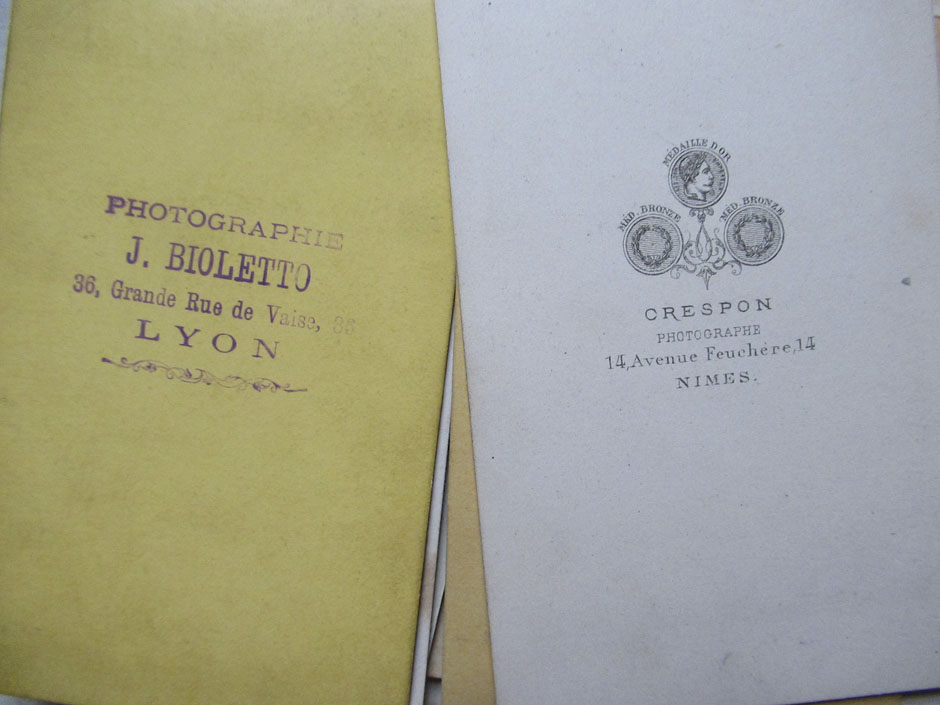 PHOTOGRAPHIE
J. BIOLETTO
36, Grande Rue de Vaise, 36
LYON
MÉDAILLE D'OR
MÉD. BRONZE
MÉD. BRONZE
CRESPON
PHOTOGRAPHE
14, Avenue Feuchére, 14
NIMES.